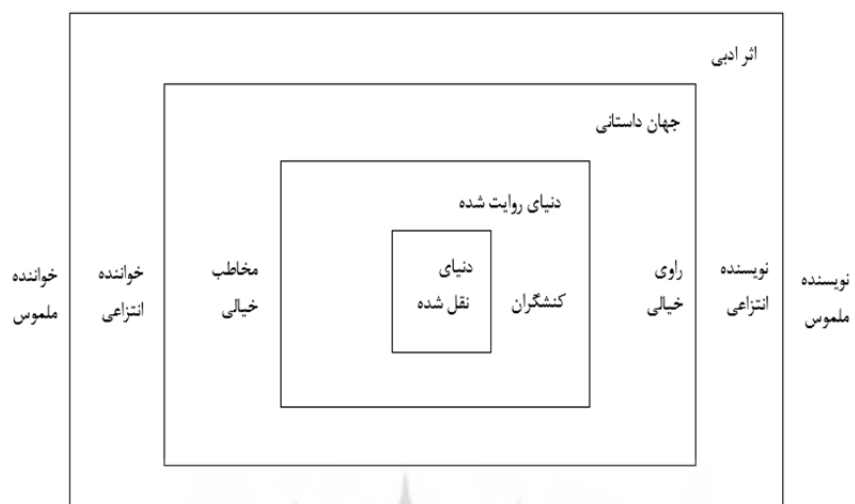 اثر ادبی
جهان داستانی
دنیای روایت شده
نویسنده
ملموس
نویسنده
انتزاعی
راوی
خیالی
کنشگران
دنیای
نقل شده
مخاطب
خیالی
خواننده
انتزاعی
خواننده
ملموس